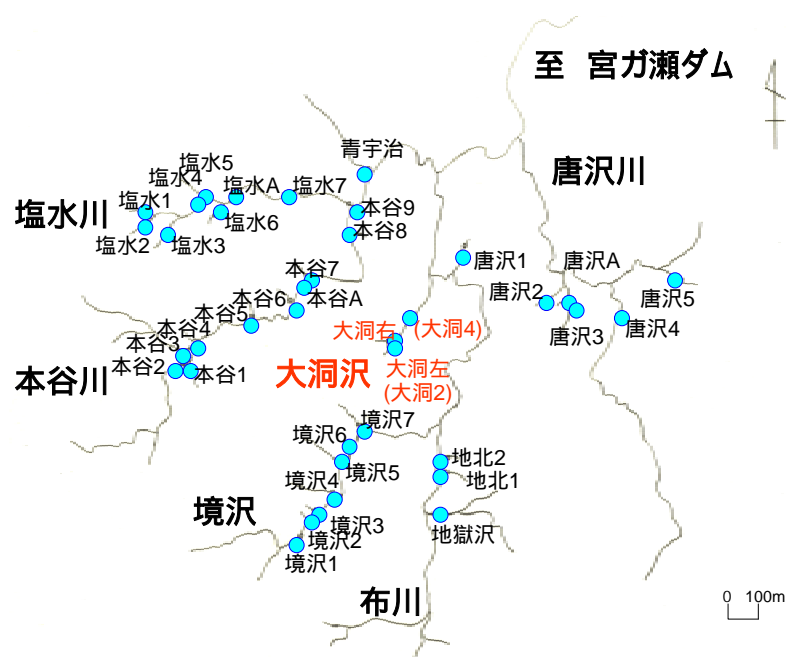 至 宮ガ瀬ダム
青宇治
唐沢川
塩水5
塩水4
塩水A
塩水7
塩水1
塩水川
本谷9
塩水6
塩水2
塩水3
本谷8
唐沢1
唐沢A
本谷7
唐沢2
唐沢5
本谷6
本谷A
本谷5
唐沢3
唐沢4
大洞右
(大洞4)
本谷4
本谷3
本谷2
本谷1
本谷川
大洞沢
大洞左
(大洞2)
境沢7
境沢6
境沢5
地北2
地北1
境沢4
境沢
境沢3
地獄沢
境沢2
境沢1
布川
0 100m